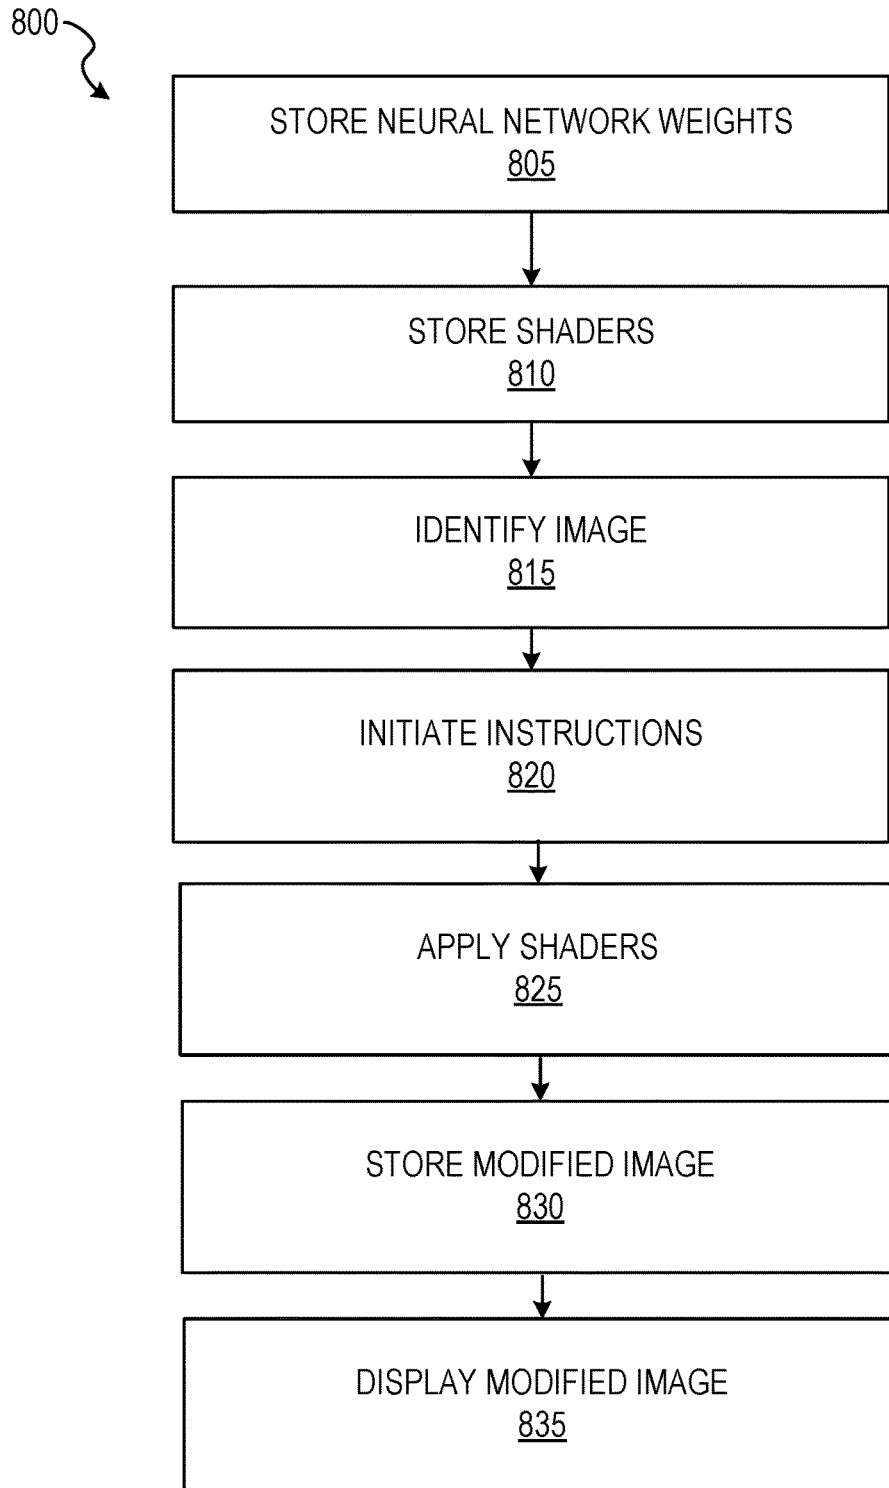 800
STORE NEURAL NETWORK WEIGHTS
805
STORE SHADERS
810
IDENTIFY IMAGE
815
INITIATE INSTRUCTIONS
820
APPLY SHADERS
825
STORE MODIFIED IMAGE
830
DISPLAY MODIFIED IMAGE
835